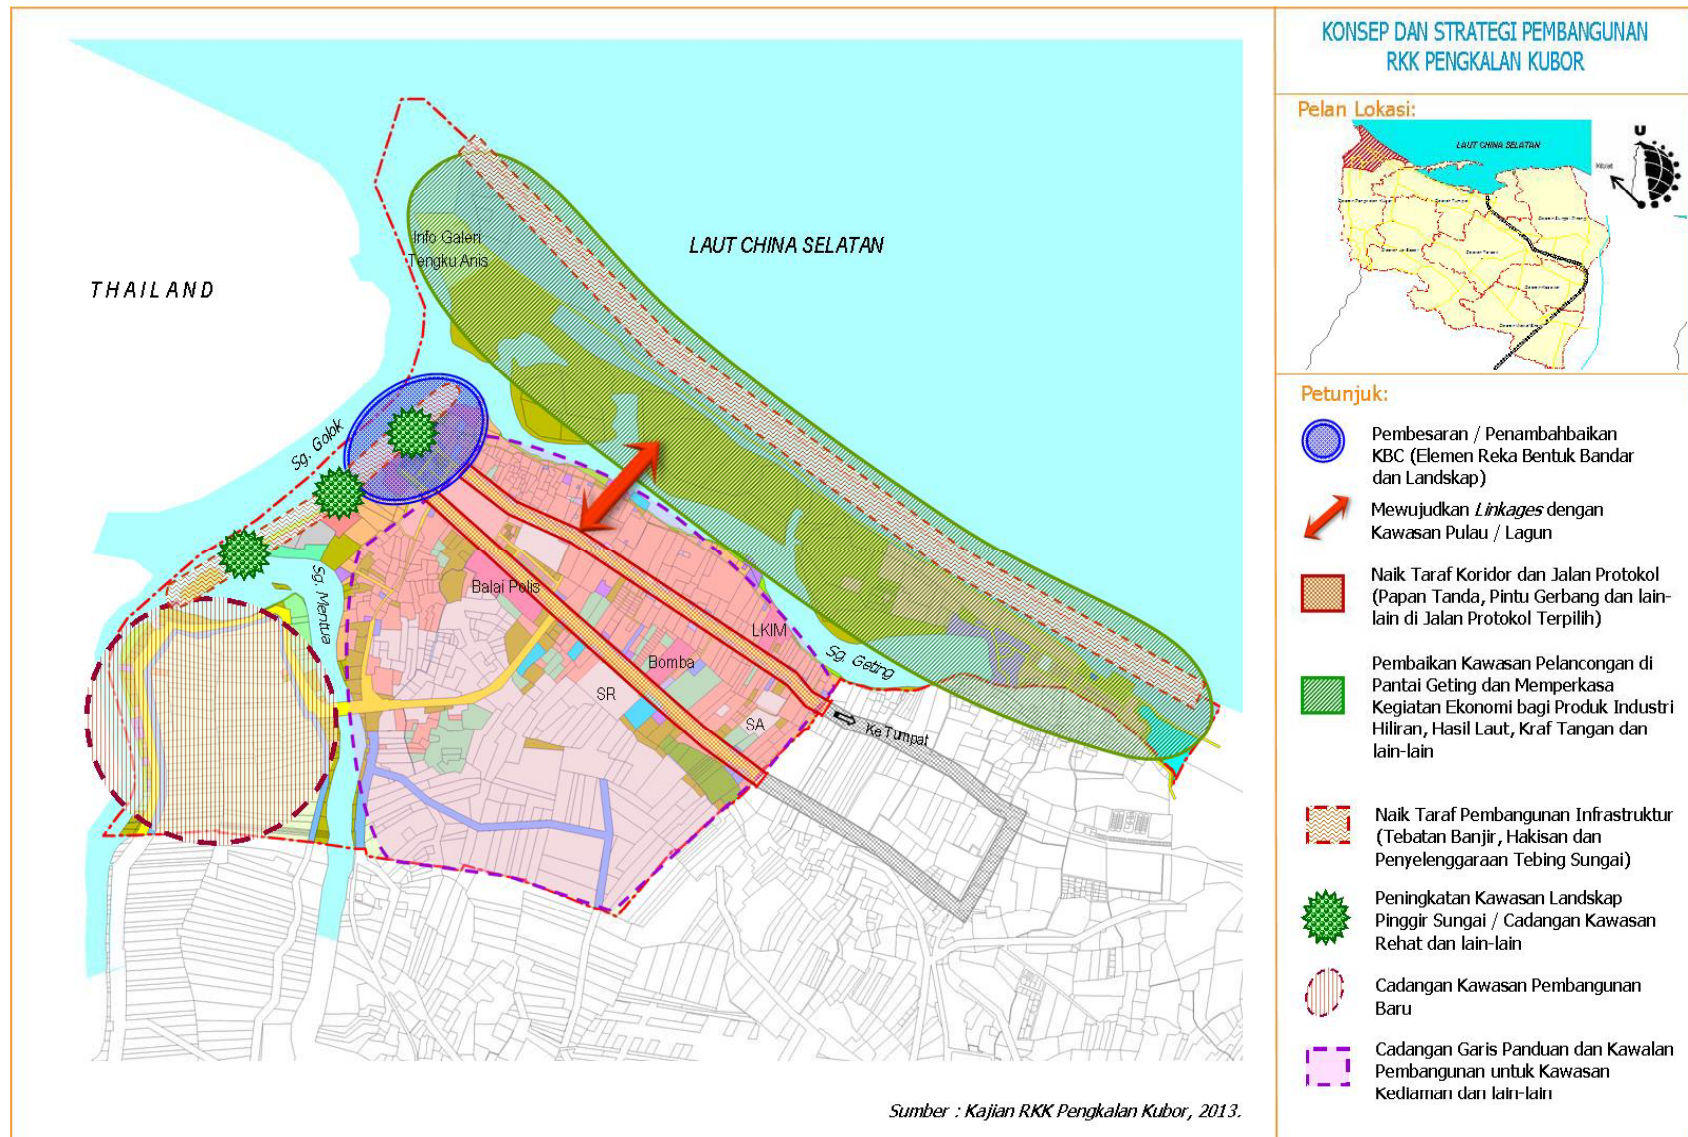 KONSEP DAN STRATEGI PEMBANGUNAN
RKK PENGKALAN KUBOR
Pelan Lokasi:
LAUT CHINA SELATAN
U
Kiblat
THAILAND
LAUT CHINA SELATAN
Info Galeri
Tengku Anis
Sg. Golok
Sg. Mentua
Balai Polis
LKIM
Bomba
SR
SA
Sg. Geting
Ke Tumpat
Petunjuk:
Pembesaran / Penambahbaikan
KBC (Elemen Reka Bentuk Bandar
dan Landskap)
Mewujudkan Linkages dengan
Kawasan Pulau / Lagun
Naik Taraf Koridor dan Jalan Protokol
(Papan Tanda, Pintu Gerbang dan lain-
lain di Jalan Protokol Terpilih)
Pembaikan Kawasan Pelancongan di
Pantai Geting dan Memperkasa
Kegiatan Ekonomi bagi Produk Industri
Hiliran, Hasil Laut, Kraf Tangan dan
lain-lain
Naik Taraf Pembangunan Infrastruktur
(Tebatan Banjir, Hakisan dan
Penyelenggaraan Tebing Sungai)
Peningkatan Kawasan Landskap
Pinggir Sungai / Cadangan Kawasan
Rehat dan lain-lain
Cadangan Kawasan Pembangunan
Baru
Cadangan Garis Panduan dan Kawalan
Pembangunan untuk Kawasan
Kediaman dan lain-lain
Sumber : Kajian RKK Pengkalan Kubor, 2013.